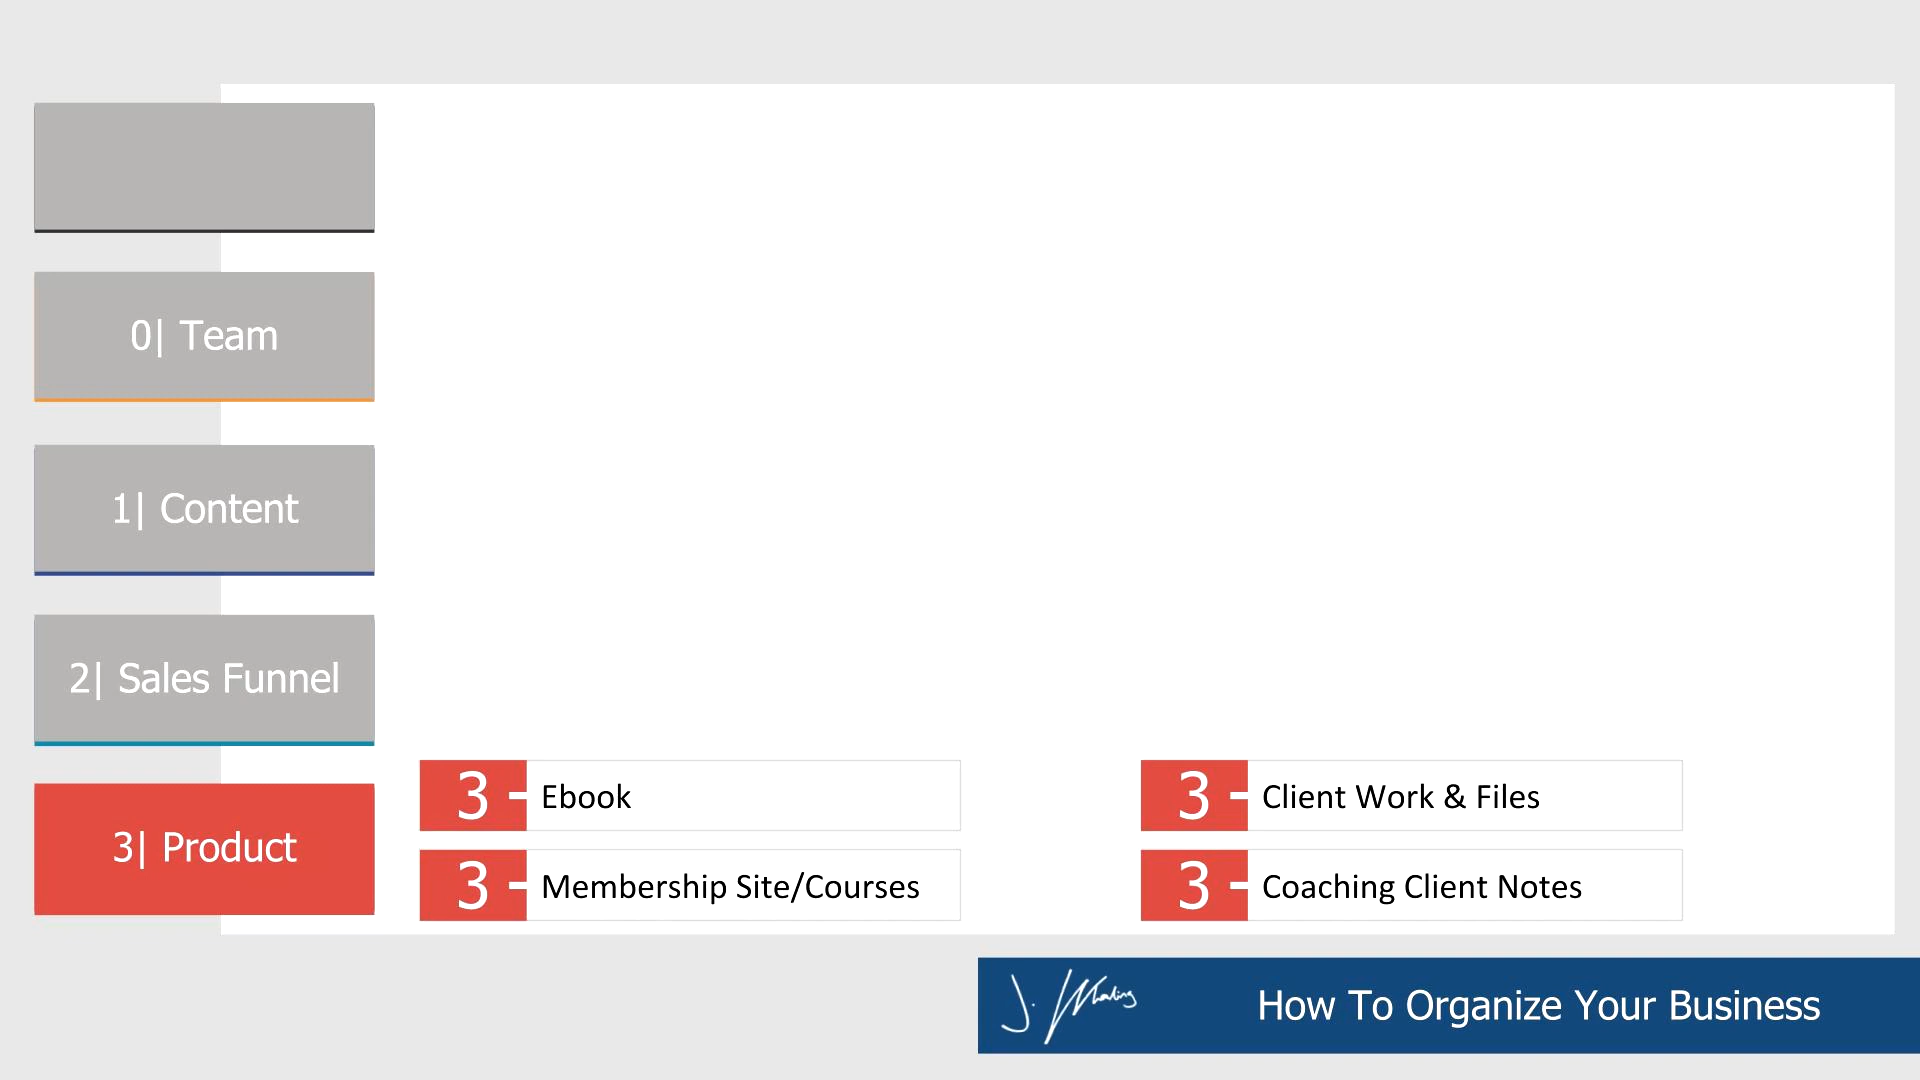 0| Team
1| Content
2| Sales Funnel
3| Product
3 - Ebook
3 - Client Work & Files
3 - Membership Site/Courses
3 - Coaching Client Notes
How To Organize Your Business